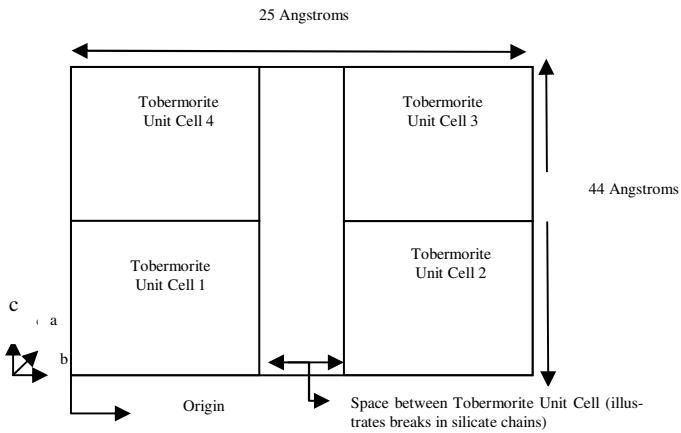 25 Angstroms
Tobermorite
Unit Cell 4
Tobermorite
Unit Cell 3
44 Angstroms
Tobermorite
Unit Cell 1
Tobermorite
Unit Cell 2
c
a
b
Origin
Space between Tobermorite Unit Cell (illus-
trates breaks in silicate chains)